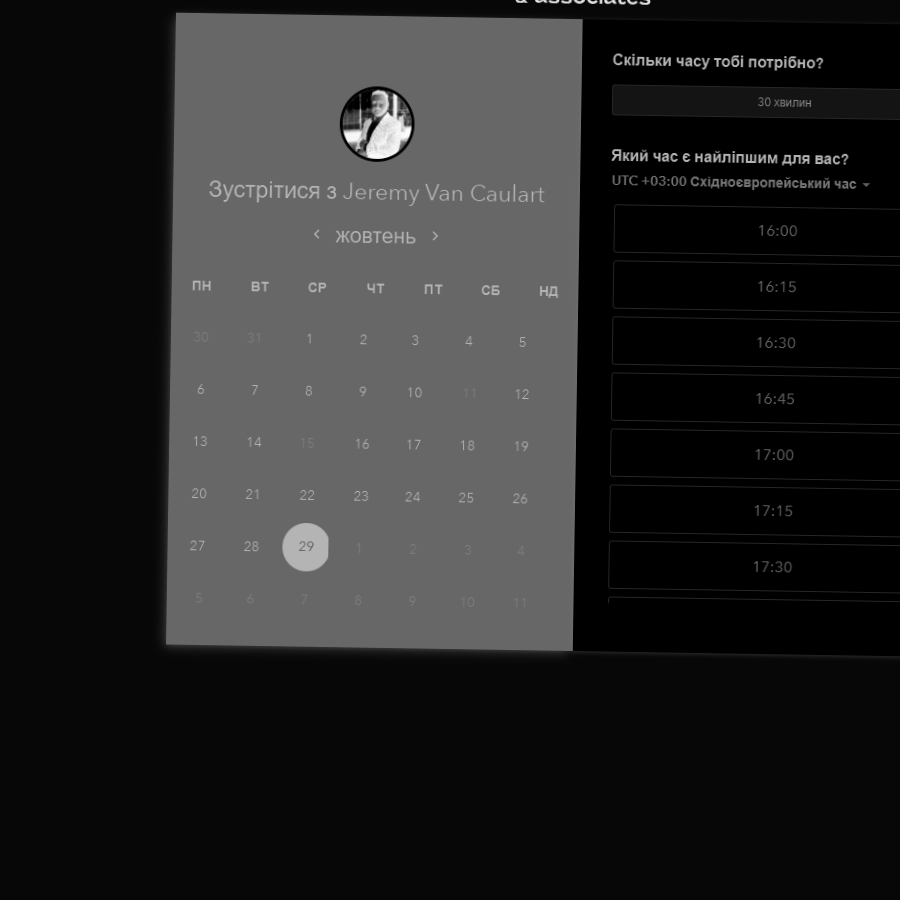 & associates
Зустрітися з Jeremy Van Caulart
‹ жовтень ›
ПН ВТ СР ЧТ ПТ СБ НД
30 31 1 2 3 4 5
6 7 8 9 10 11 12
13 14 15 16 17 18 19
20 21 22 23 24 25 26
27 28 29 1 2 3 4
5 6 7 8 9 10 11
Скільки часу тобі потрібно?
30 хвилин
Який час є найліпшим для вас?
UTC +03:00 Східноєвропейський час
16:00
16:15
16:30
16:45
17:00
17:15
17:30